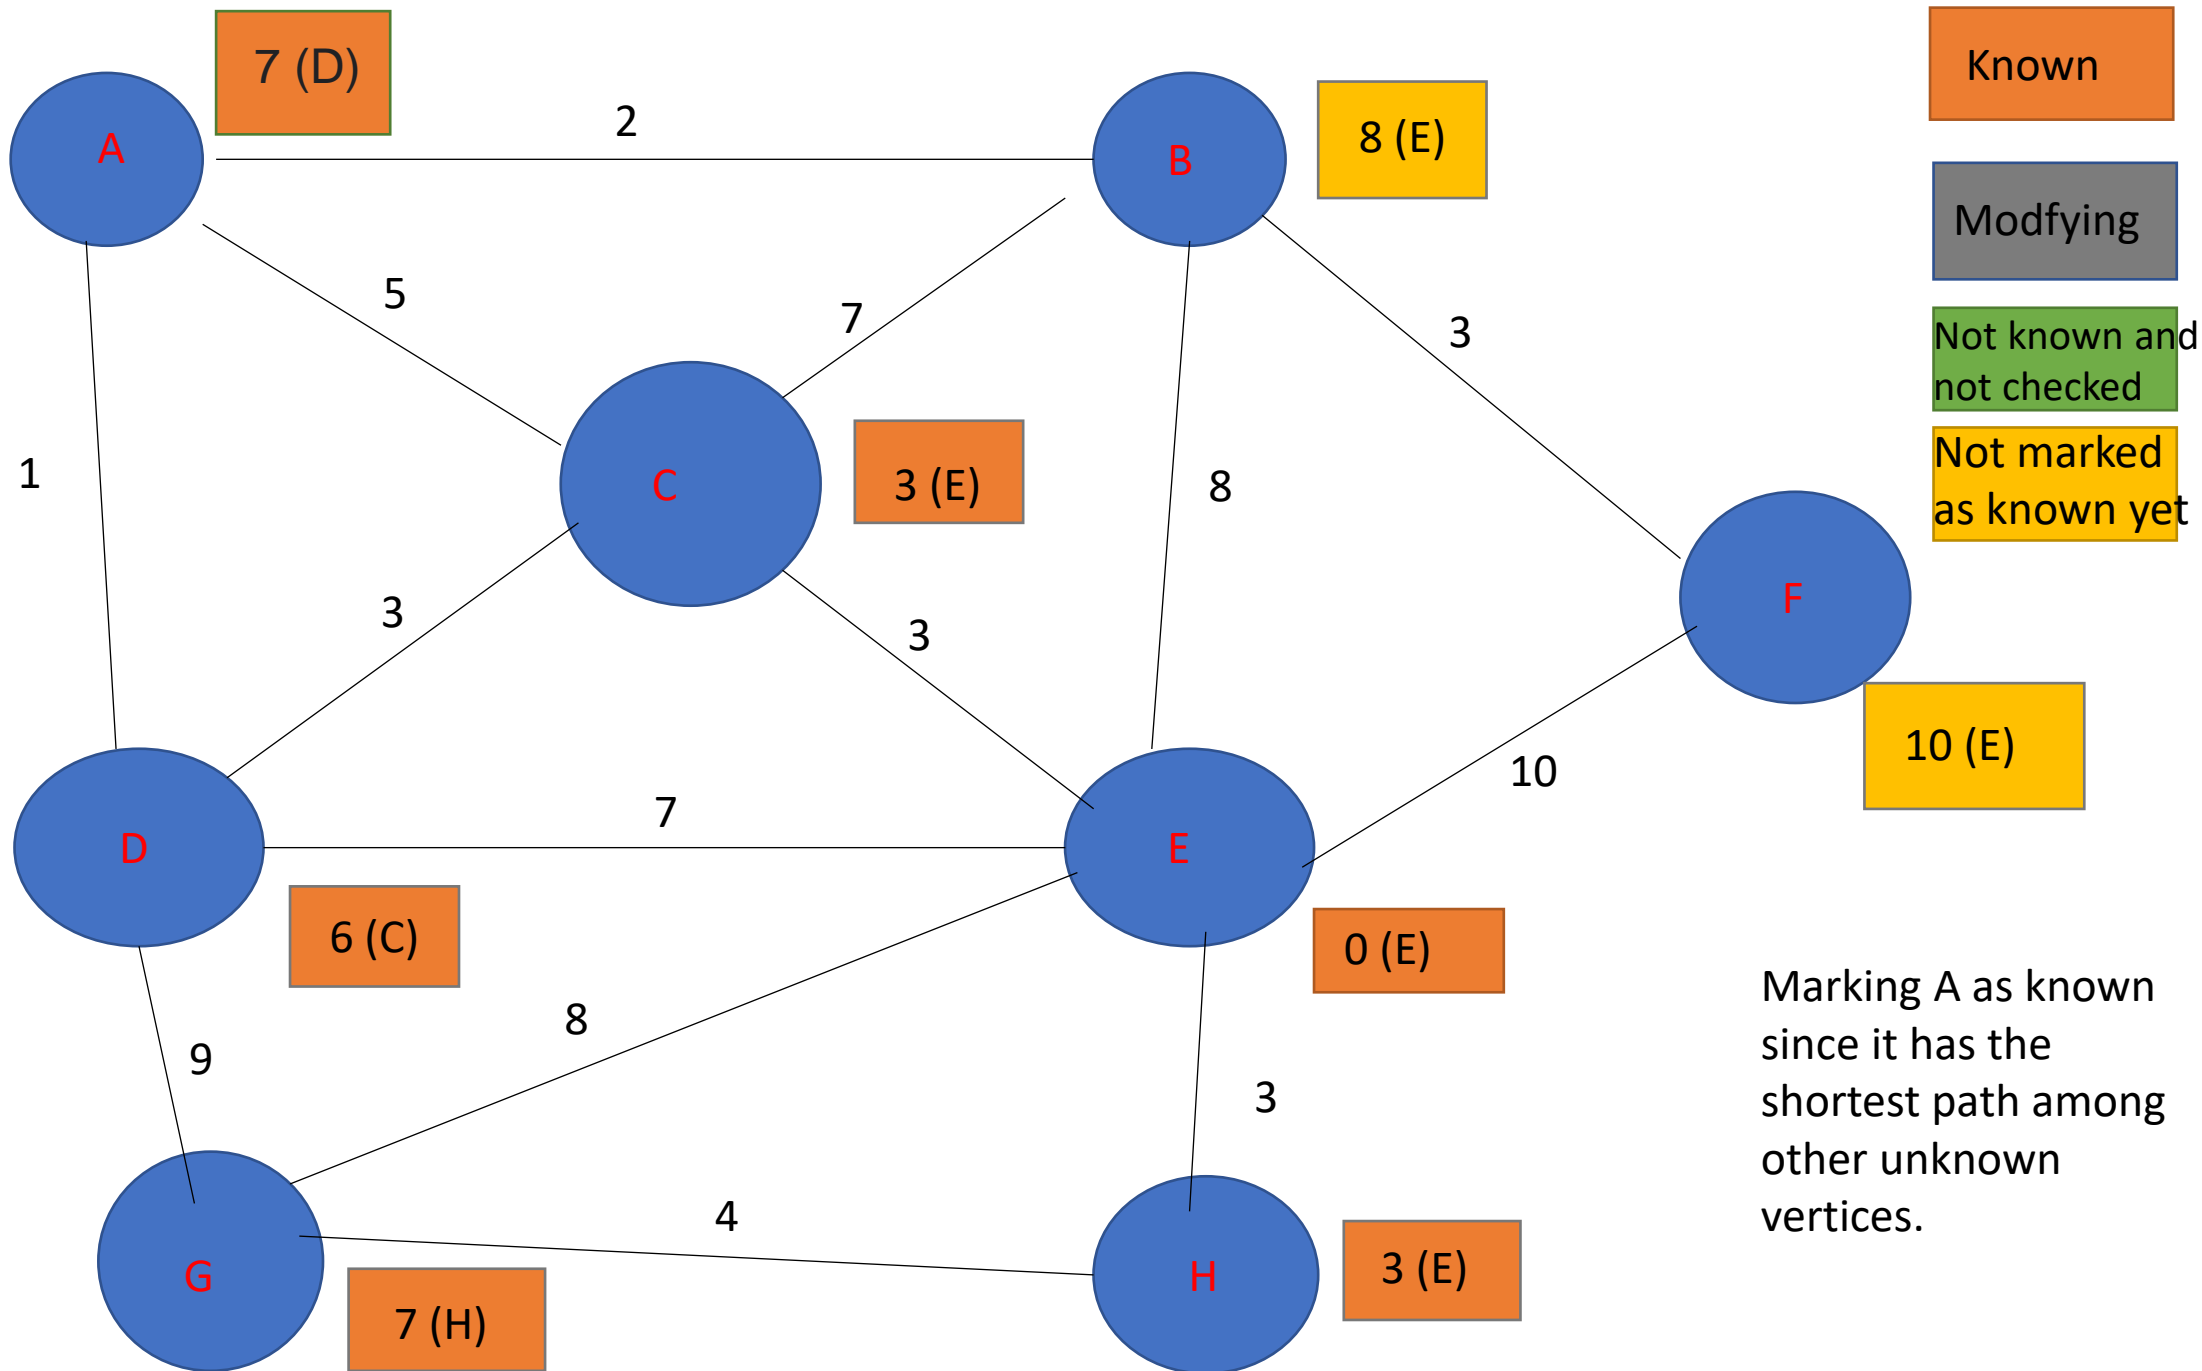 7 (D)
Known
A
2
B
8 (E)
Modfying
5
7
3
Not known and
not checked
1
C
3 (E)
8
Not marked
as known yet
3
3
F
10 (E)
7
10
D
E
6 (C)
0 (E)
8
9
3
Marking A as known
since it has the
shortest path among
other unknown
vertices.
4
G
H
3 (E)
7 (H)